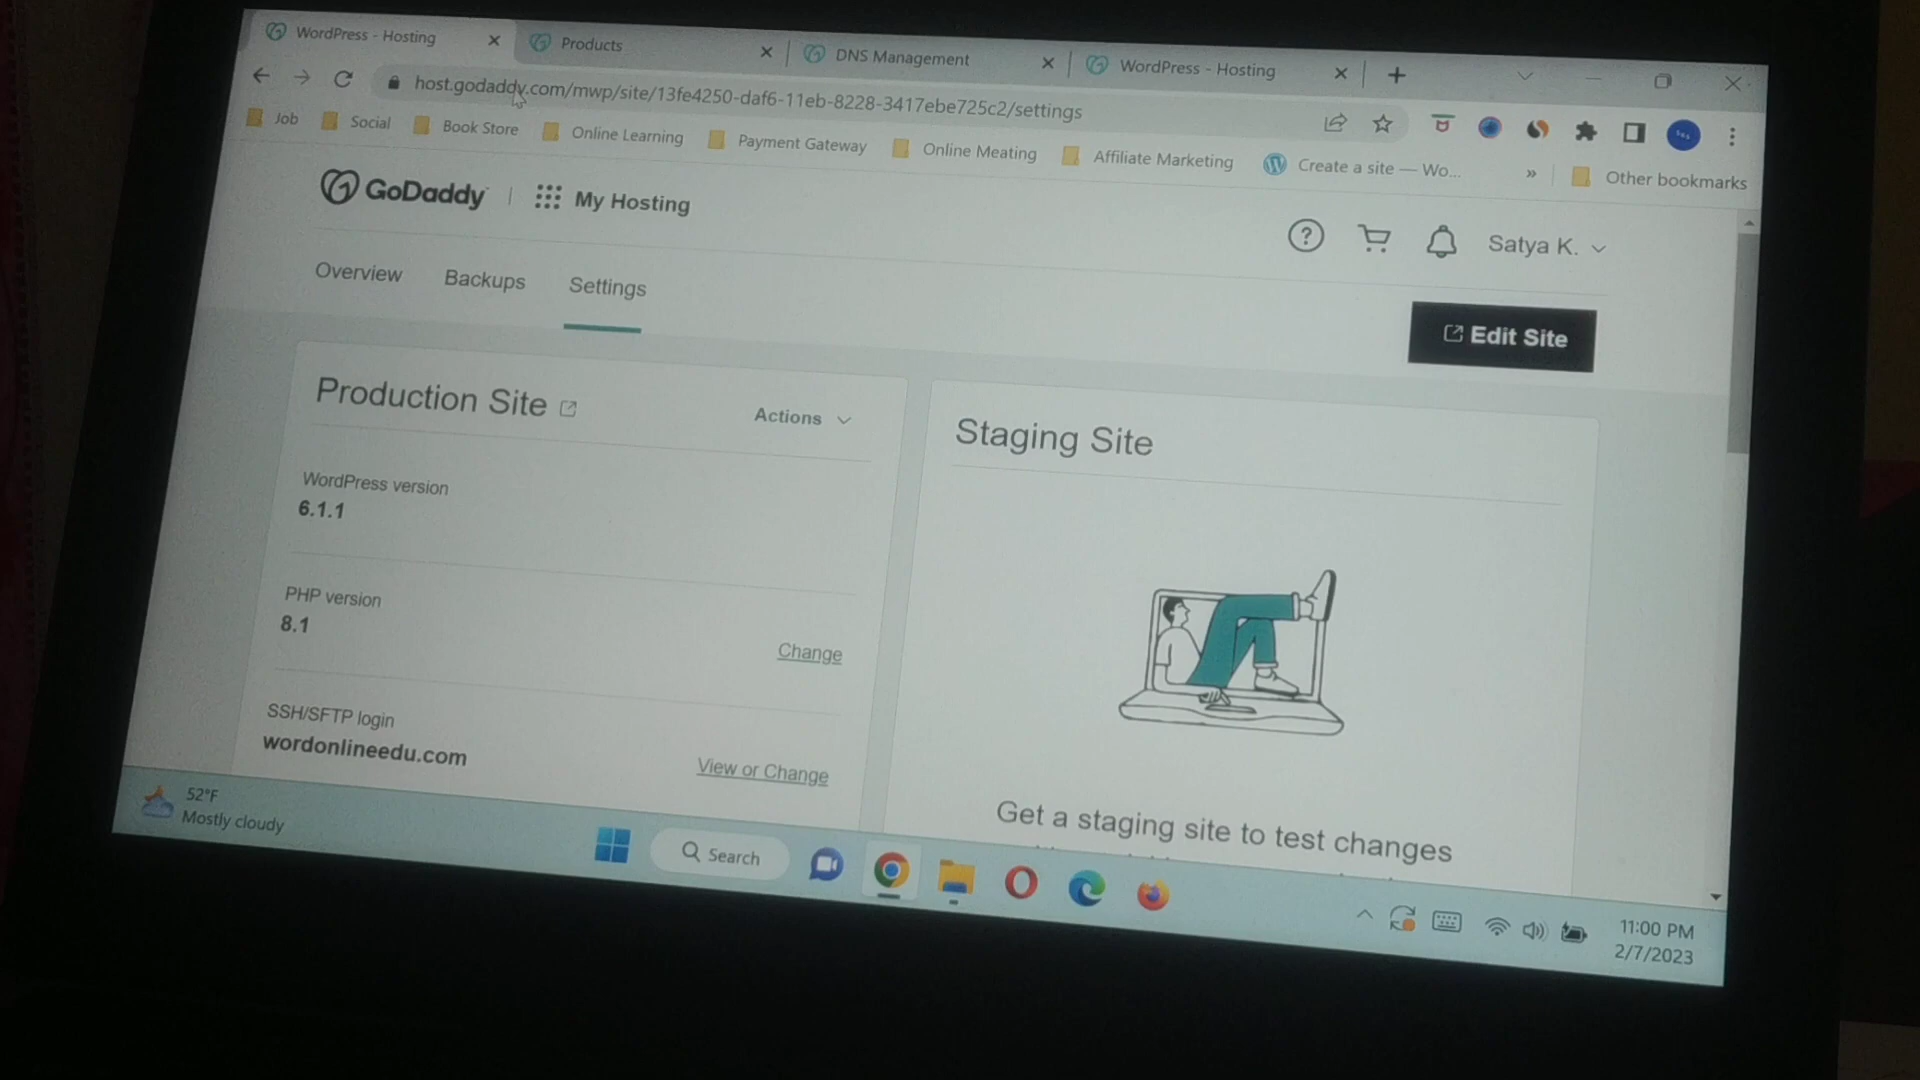 WordPress - Hosting
Products
DNS Management
WordPress - Hosting
host.godaddy.com/mwp/site/13fe4250-daf6-11eb-8228-3417ebe725c2/settings
Job
Social
Book Store
Online Learning
Payment Gateway
Online Meating
Affiliate Marketing
Create a site — Wo...
»
Other bookmarks
GoDaddy
My Hosting
Satya K.
Overview
Backups
Settings
Edit Site
Production Site
Actions
Staging Site
WordPress version
6.1.1
PHP version
8.1
Change
SSH/SFTP login
wordonlineedu.com
View or Change
Get a staging site to test changes
52°F
Mostly cloudy
Search
11:00 PM
2/7/2023